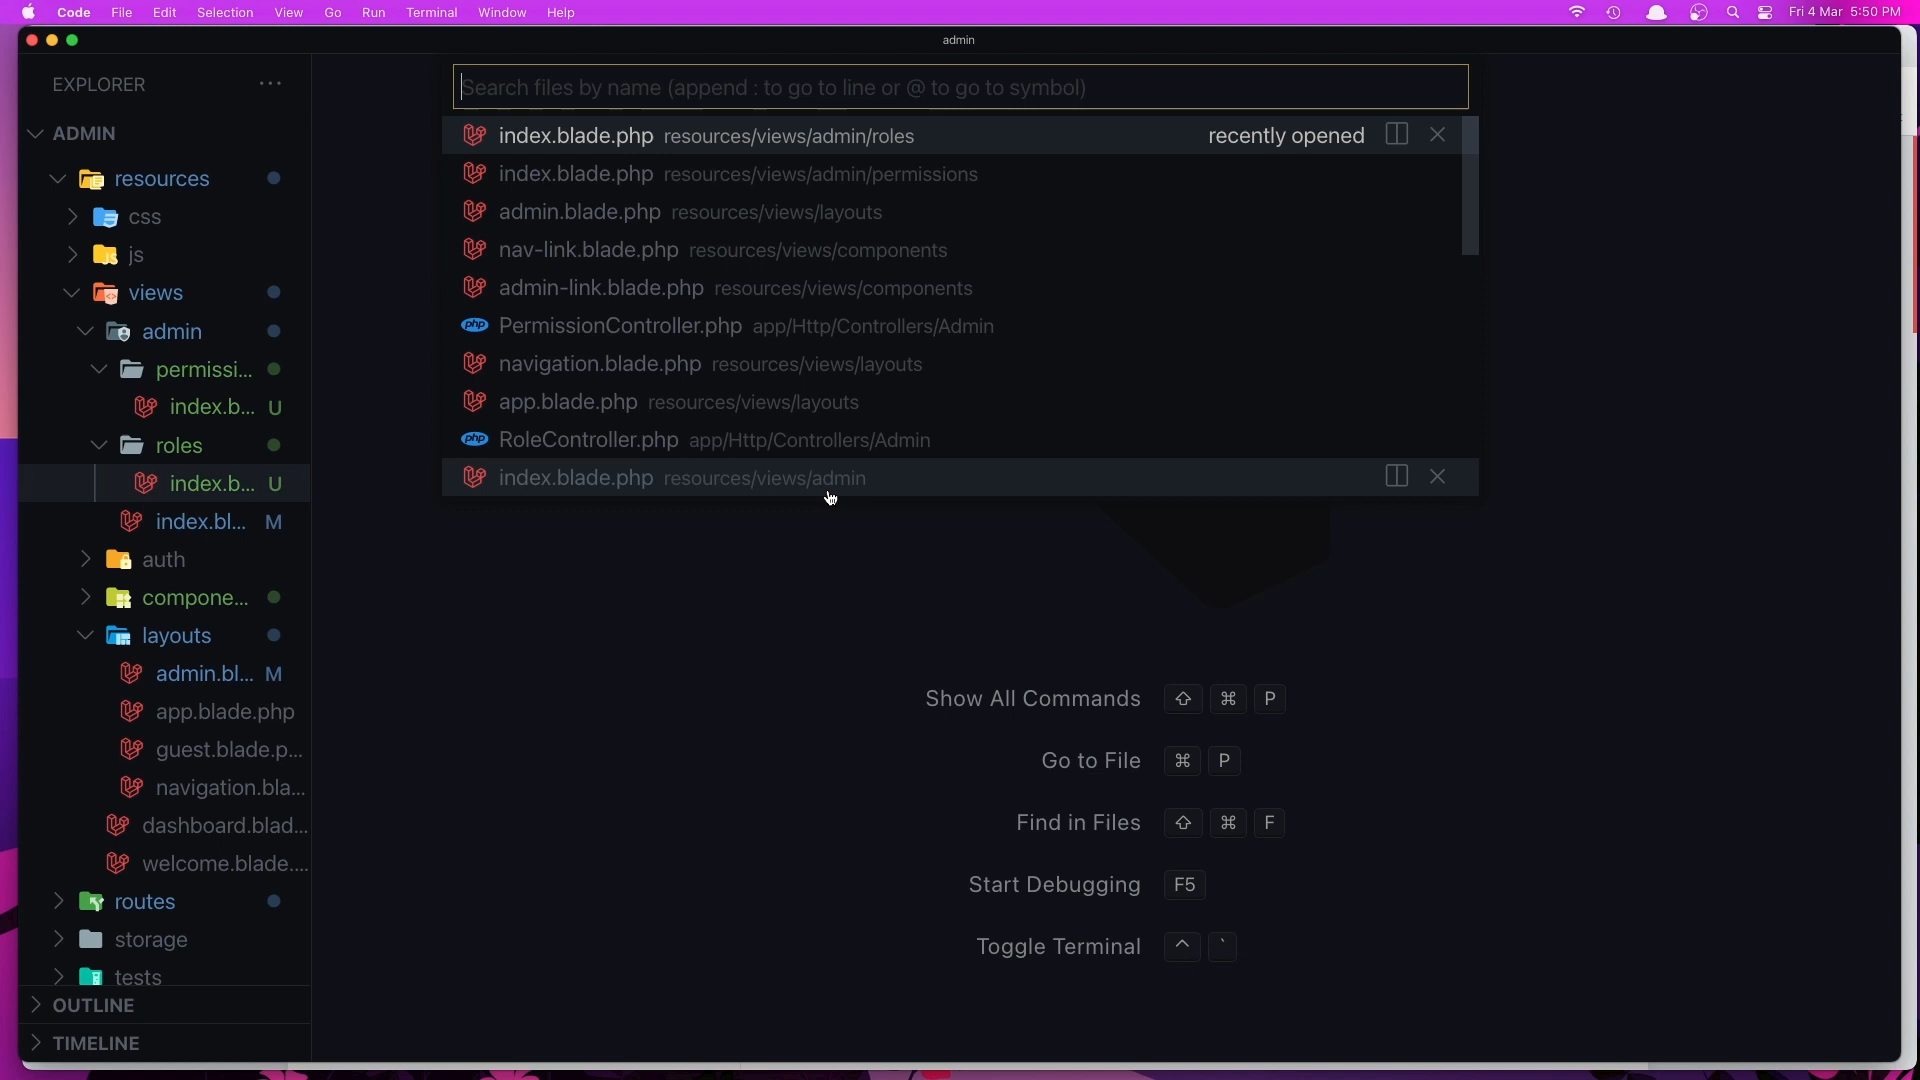 Code File Edit Selection View Go Run Terminal Window Help Fri 4 Mar 5:50 PM
admin
EXPLORER ...
ADMIN
resources
css
js
views
admin
permissi...
index.b... U
roles
index.b... U
index.bl... M
auth
compone...
layouts
admin.bl... M
app.blade.php
guest.blade.p...
navigation.bla...
dashboard.blad...
welcome.blade....
routes
storage
tests
OUTLINE
TIMELINE
Search files by name (append : to go to line or @ to go to symbol)
index.blade.php resources/views/admin/roles recently opened
index.blade.php resources/views/admin/permissions
admin.blade.php resources/views/layouts
nav-link.blade.php resources/views/components
admin-link.blade.php resources/views/components
php PermissionController.php app/Http/Controllers/Admin
navigation.blade.php resources/views/layouts
app.blade.php resources/views/layouts
php RoleController.php app/Http/Controllers/Admin
index.blade.php resources/views/admin
Show All Commands ⇧ ⌘ P
Go to File ⌘ P
Find in Files ⇧ ⌘ F
Start Debugging F5
Toggle Terminal ^ `